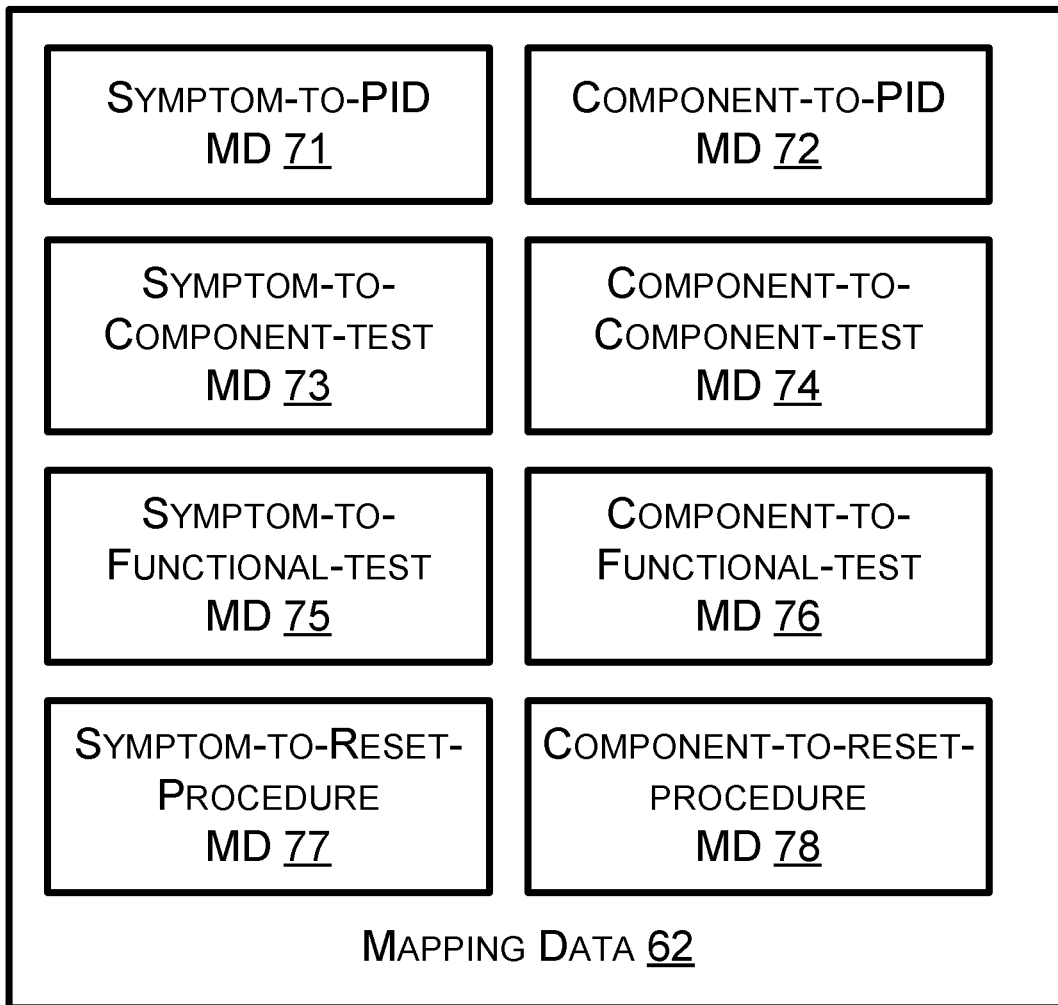 SYMPTOM-TO-PID
MD 71
COMPONENT-TO-PID
MD 72
SYMPTOM-TO-
COMPONENT-TEST
MD 73
COMPONENT-TO-
COMPONENT-TEST
MD 74
SYMPTOM-TO-
FUNCTIONAL-TEST
MD 75
COMPONENT-TO-
FUNCTIONAL-TEST
MD 76
SYMPTOM-TO-RESET-
PROCEDURE
MD 77
COMPONENT-TO-RESET-
PROCEDURE
MD 78
MAPPING DATA 62